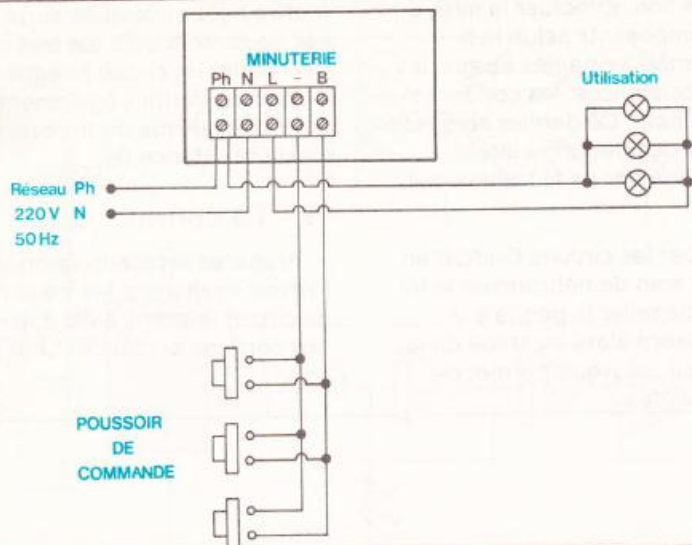 MINUTERIE
Ph N L - B
Utilisation
Réseau Ph
220 V N
50 Hz
POUSSOIR
DE
COMMANDE